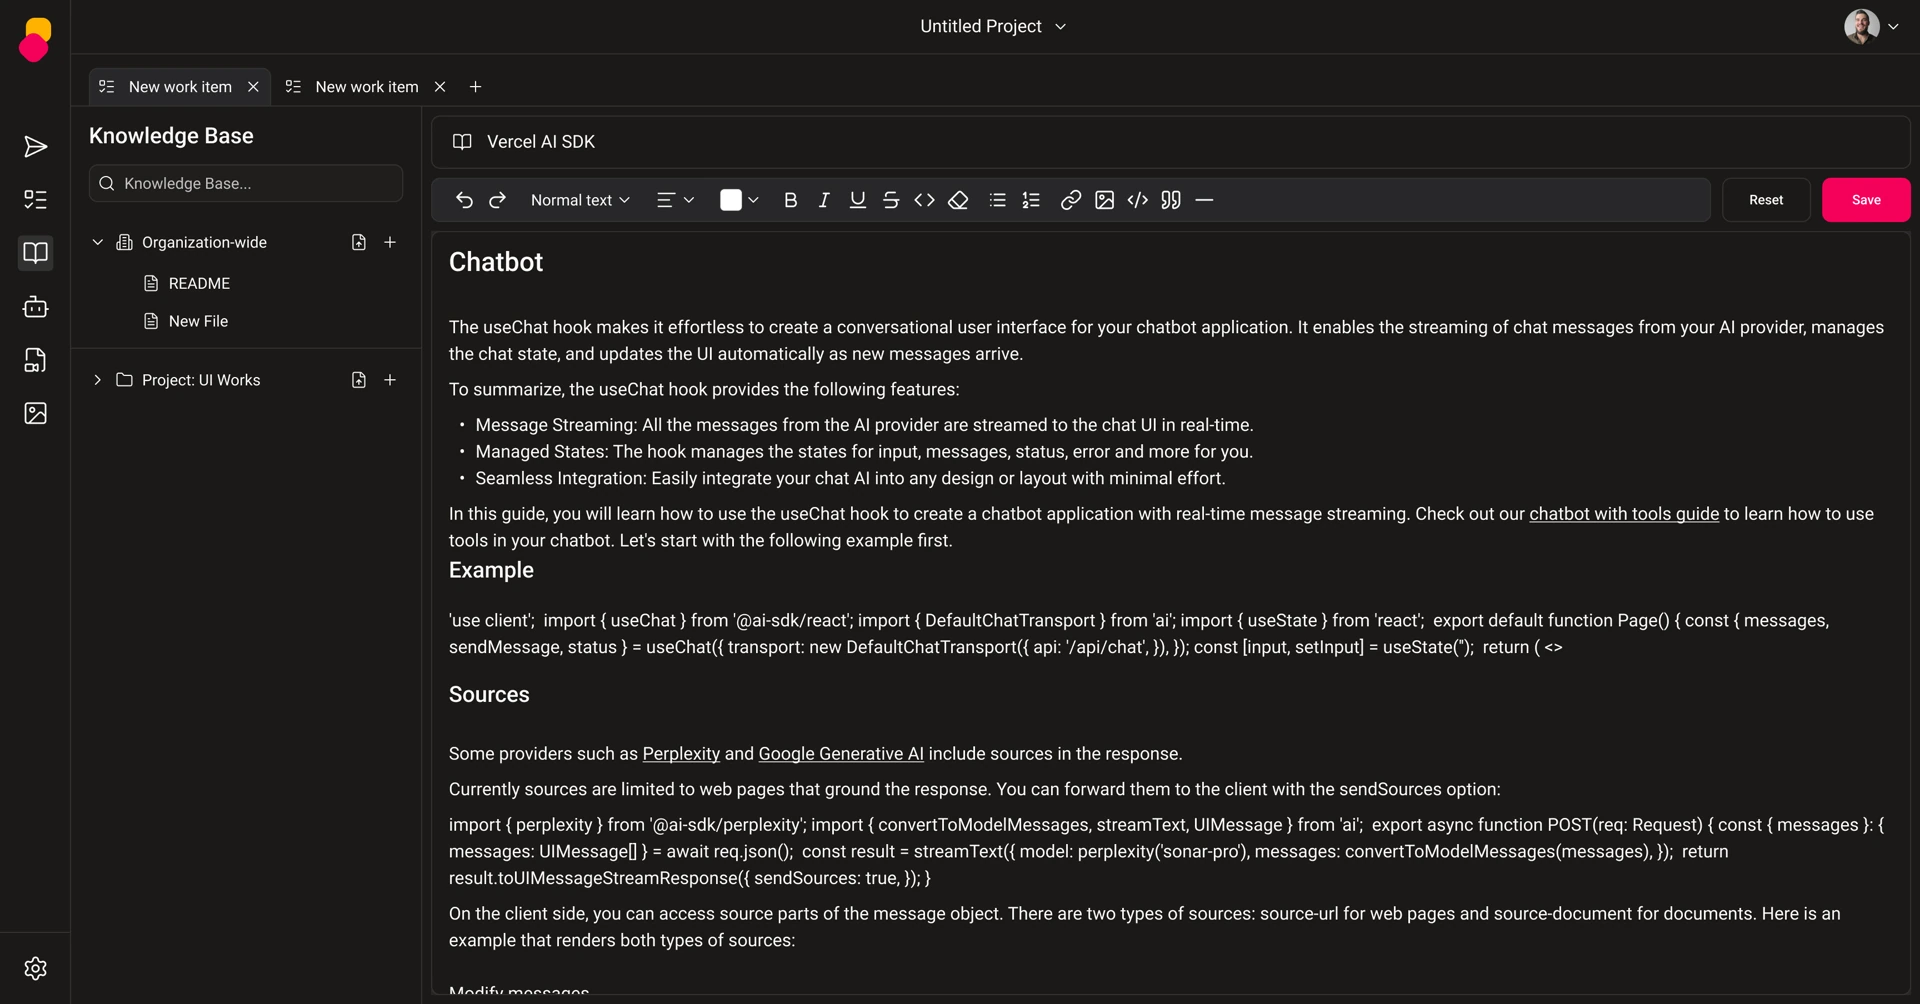 Untitled Project
New work item
New work item
Knowledge Base
Knowledge Base...
Organization-wide
README
New File
Project: UI Works
Vercel AI SDK
Normal text
Reset
Save
Chatbot
The useChat hook makes it effortless to create a conversational user interface for your chatbot application. It enables the streaming of chat messages from your AI provider, manages
the chat state, and updates the UI automatically as new messages arrive.
To summarize, the useChat hook provides the following features:
• Message Streaming: All the messages from the AI provider are streamed to the chat UI in real-time.
• Managed States: The hook manages the states for input, messages, status, error and more for you.
• Seamless Integration: Easily integrate your chat AI into any design or layout with minimal effort.
In this guide, you will learn how to use the useChat hook to create a chatbot application with real-time message streaming. Check out our chatbot with tools guide to learn how to use
tools in your chatbot. Let's start with the following example first.
Example
'use client';  import { useChat } from '@ai-sdk/react'; import { DefaultChatTransport } from 'ai'; import { useState } from 'react';  export default function Page() { const { messages,
sendMessage, status } = useChat({ transport: new DefaultChatTransport({ api: '/api/chat', }), }); const [input, setInput] = useState('');  return ( <>
Sources
Some providers such as Perplexity and Google Generative AI include sources in the response.
Currently sources are limited to web pages that ground the response. You can forward them to the client with the sendSources option:
import { perplexity } from '@ai-sdk/perplexity'; import { convertToModelMessages, streamText, UIMessage } from 'ai';  export async function POST(req: Request) { const { messages }: {
messages: UIMessage[] } = await req.json();  const result = streamText({ model: perplexity('sonar-pro'), messages: convertToModelMessages(messages), });  return
result.toUIMessageStreamResponse({ sendSources: true, }); }
On the client side, you can access source parts of the message object. There are two types of sources: source-url for web pages and source-document for documents. Here is an
example that renders both types of sources:
Modify messages